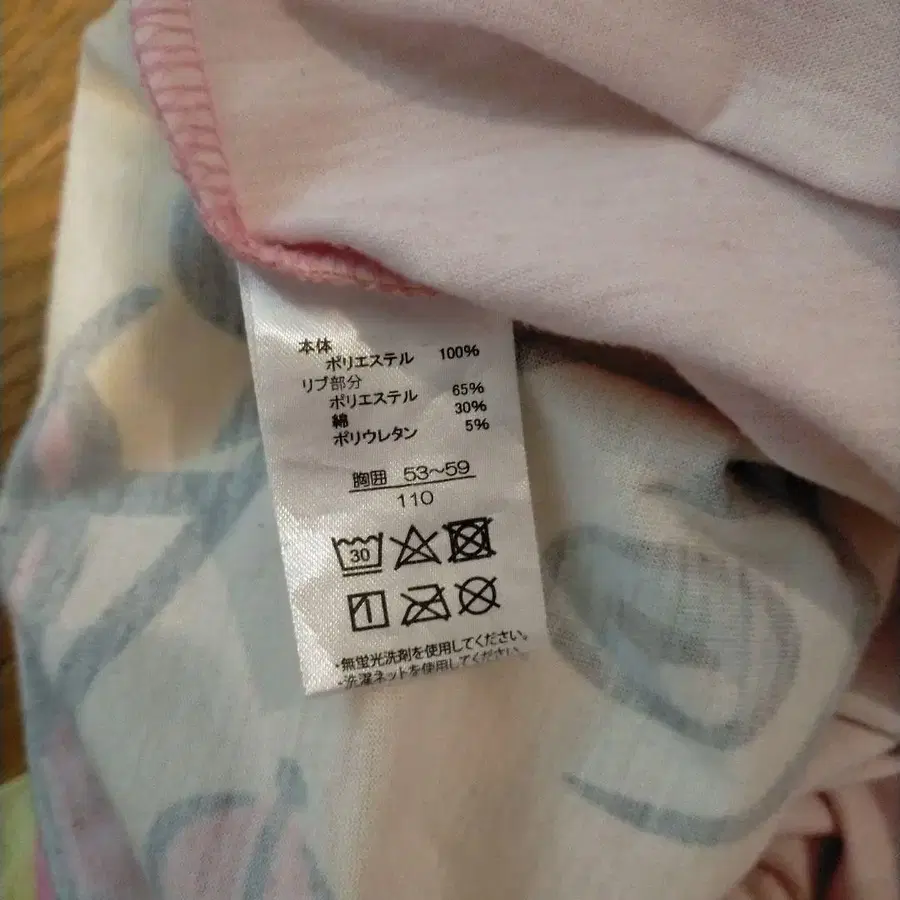 本体
ポリエステル 100%
リブ部分
ポリエステル 65%
綿 30%
ポリウレタン 5%
胸囲 53~59
110
30
・無蛍光洗剤を使用してください。
・洗濯ネットを使用してください。